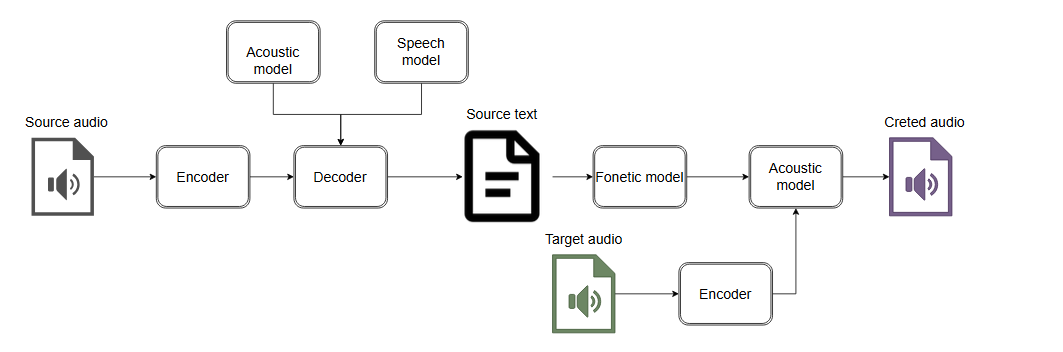 Acoustic
model
Speech
model
Source audio
Encoder
Decoder
Source text
Fonetic model
Acoustic
model
Creted audio
Target audio
Encoder